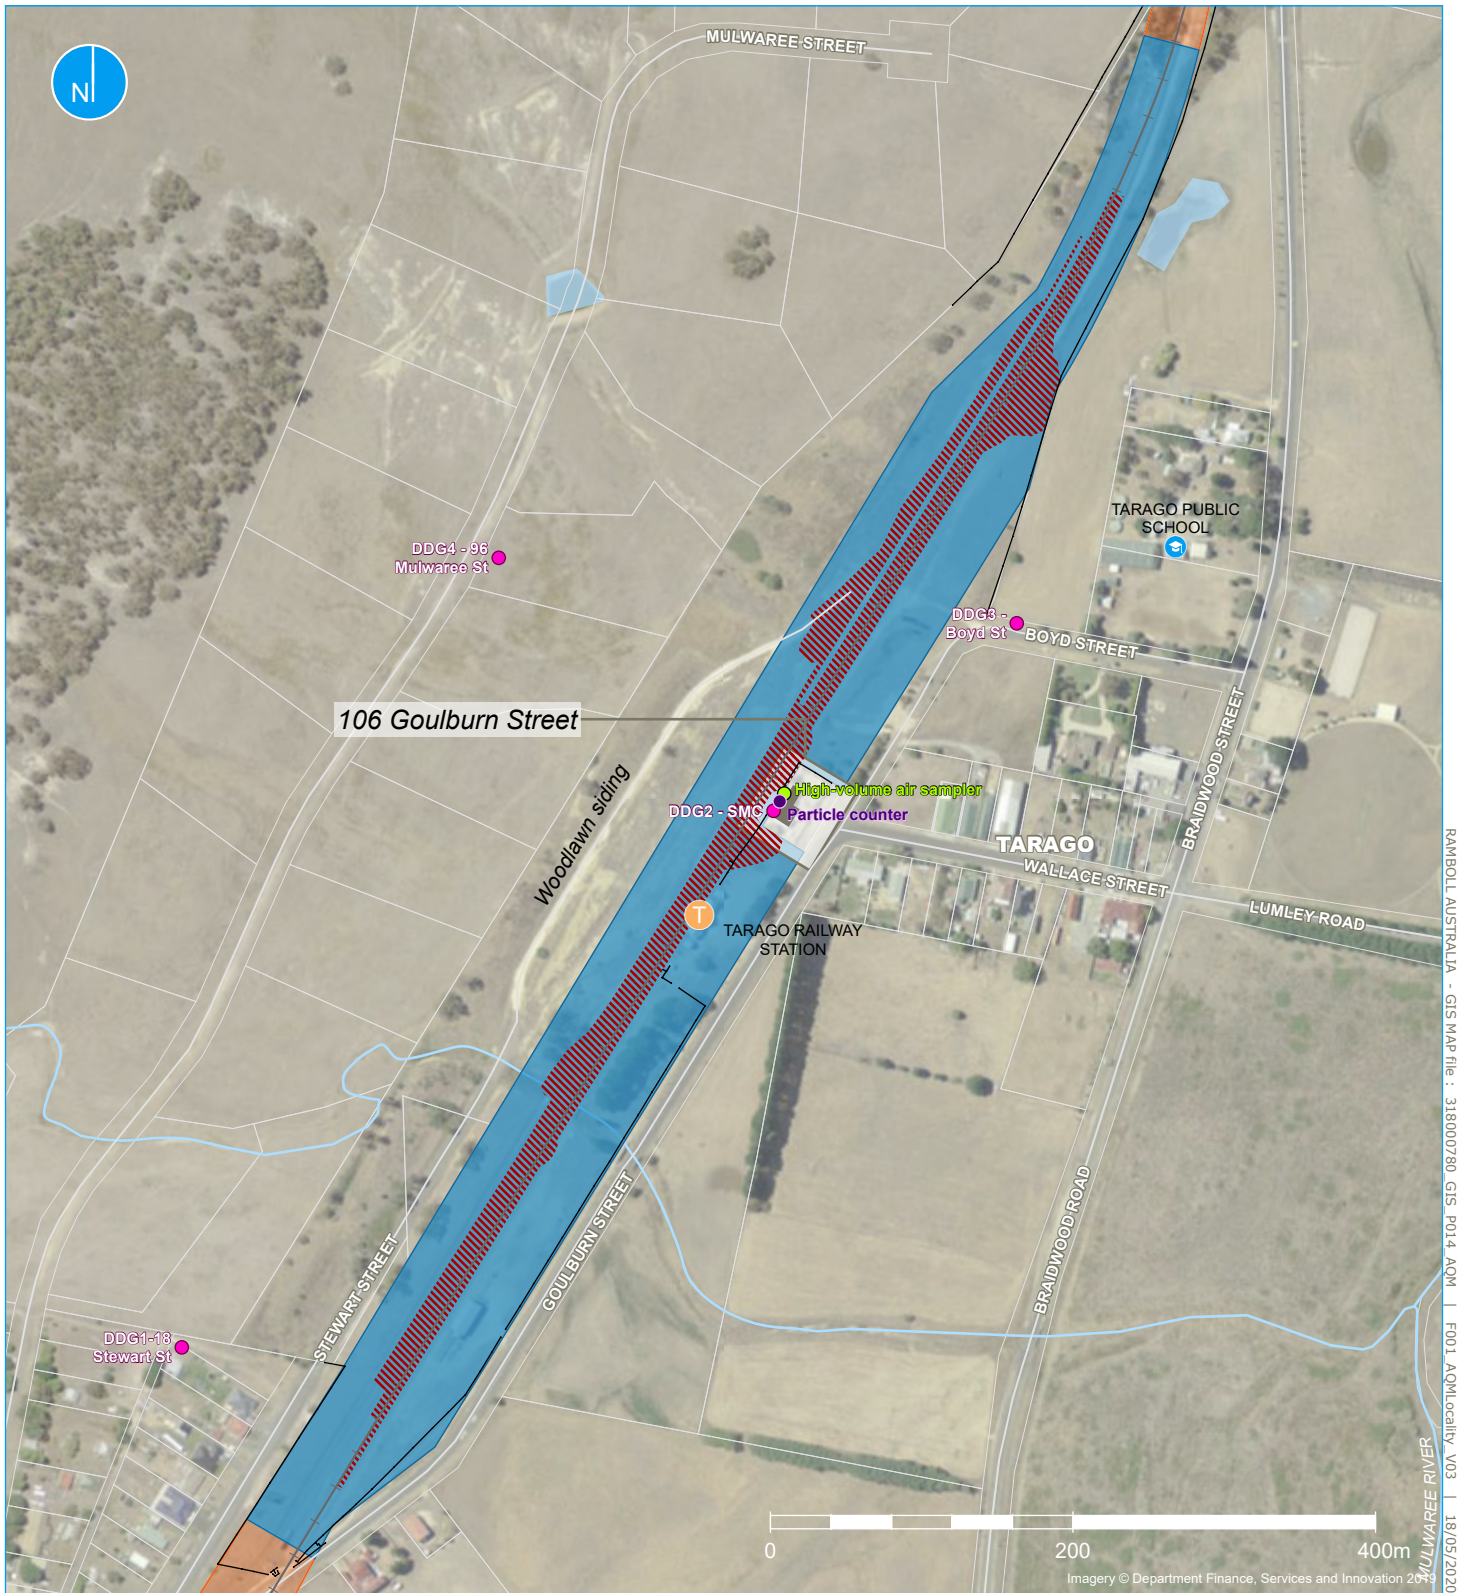 MULWAREE STREET
N
TARAGO PUBLIC
SCHOOL
DDG4 - 96
Mulwaree St
DDG3 -
Boyd St
BOYD STREET
106 Goulburn Street
BRAIDWOOD STREET
Woodlawn siding
High-volume air sampler
DDG2 - SMC
Particle counter
TARAGO
WALLACE STREET
LUMLEY ROAD
T
TARAGO RAILWAY
STATION
GOULBURN STREET
BRAIDWOOD ROAD
STEWART STREET
DDG1-18
Stewart St
MULWAREE RIVER
0 200 400m
Imagery © Department Finance, Services and Innovation 2019
RAMBOLL AUSTRALIA - GIS MAP file : 318000780_GIS_P014_AQM | F001_AQMLocality_V03 | 18/05/2020